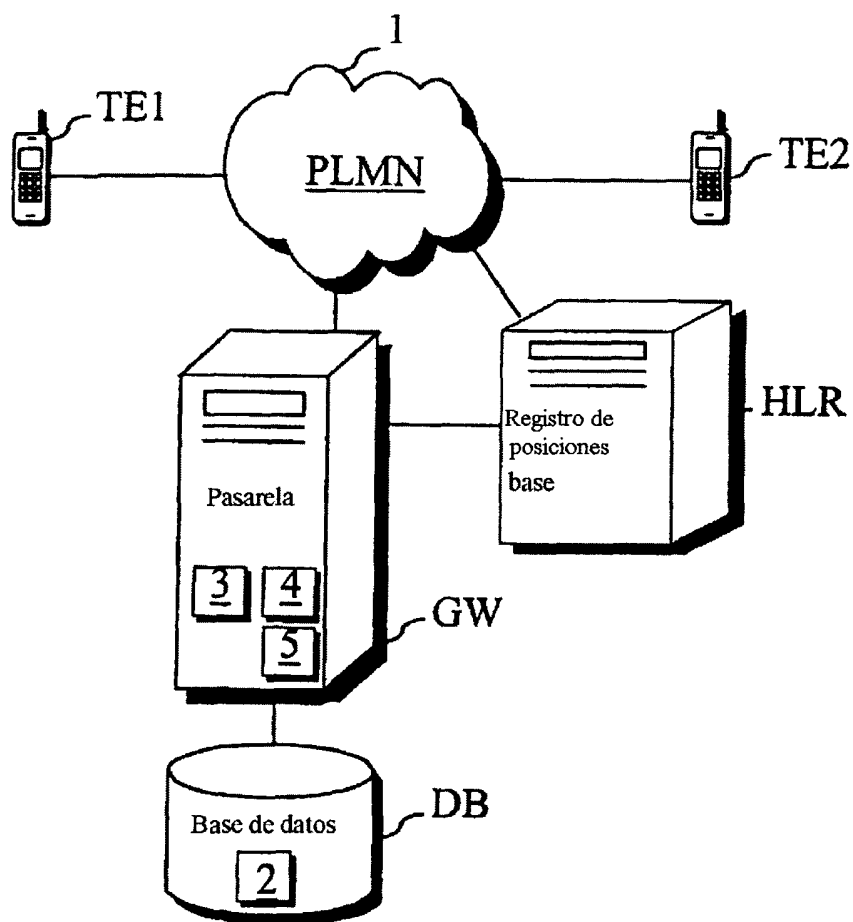 1
TE1
PLMN
TE2
Registro de
posiciones
base
HLR
Pasarela
3
4
5
GW
Base de datos
2
DB